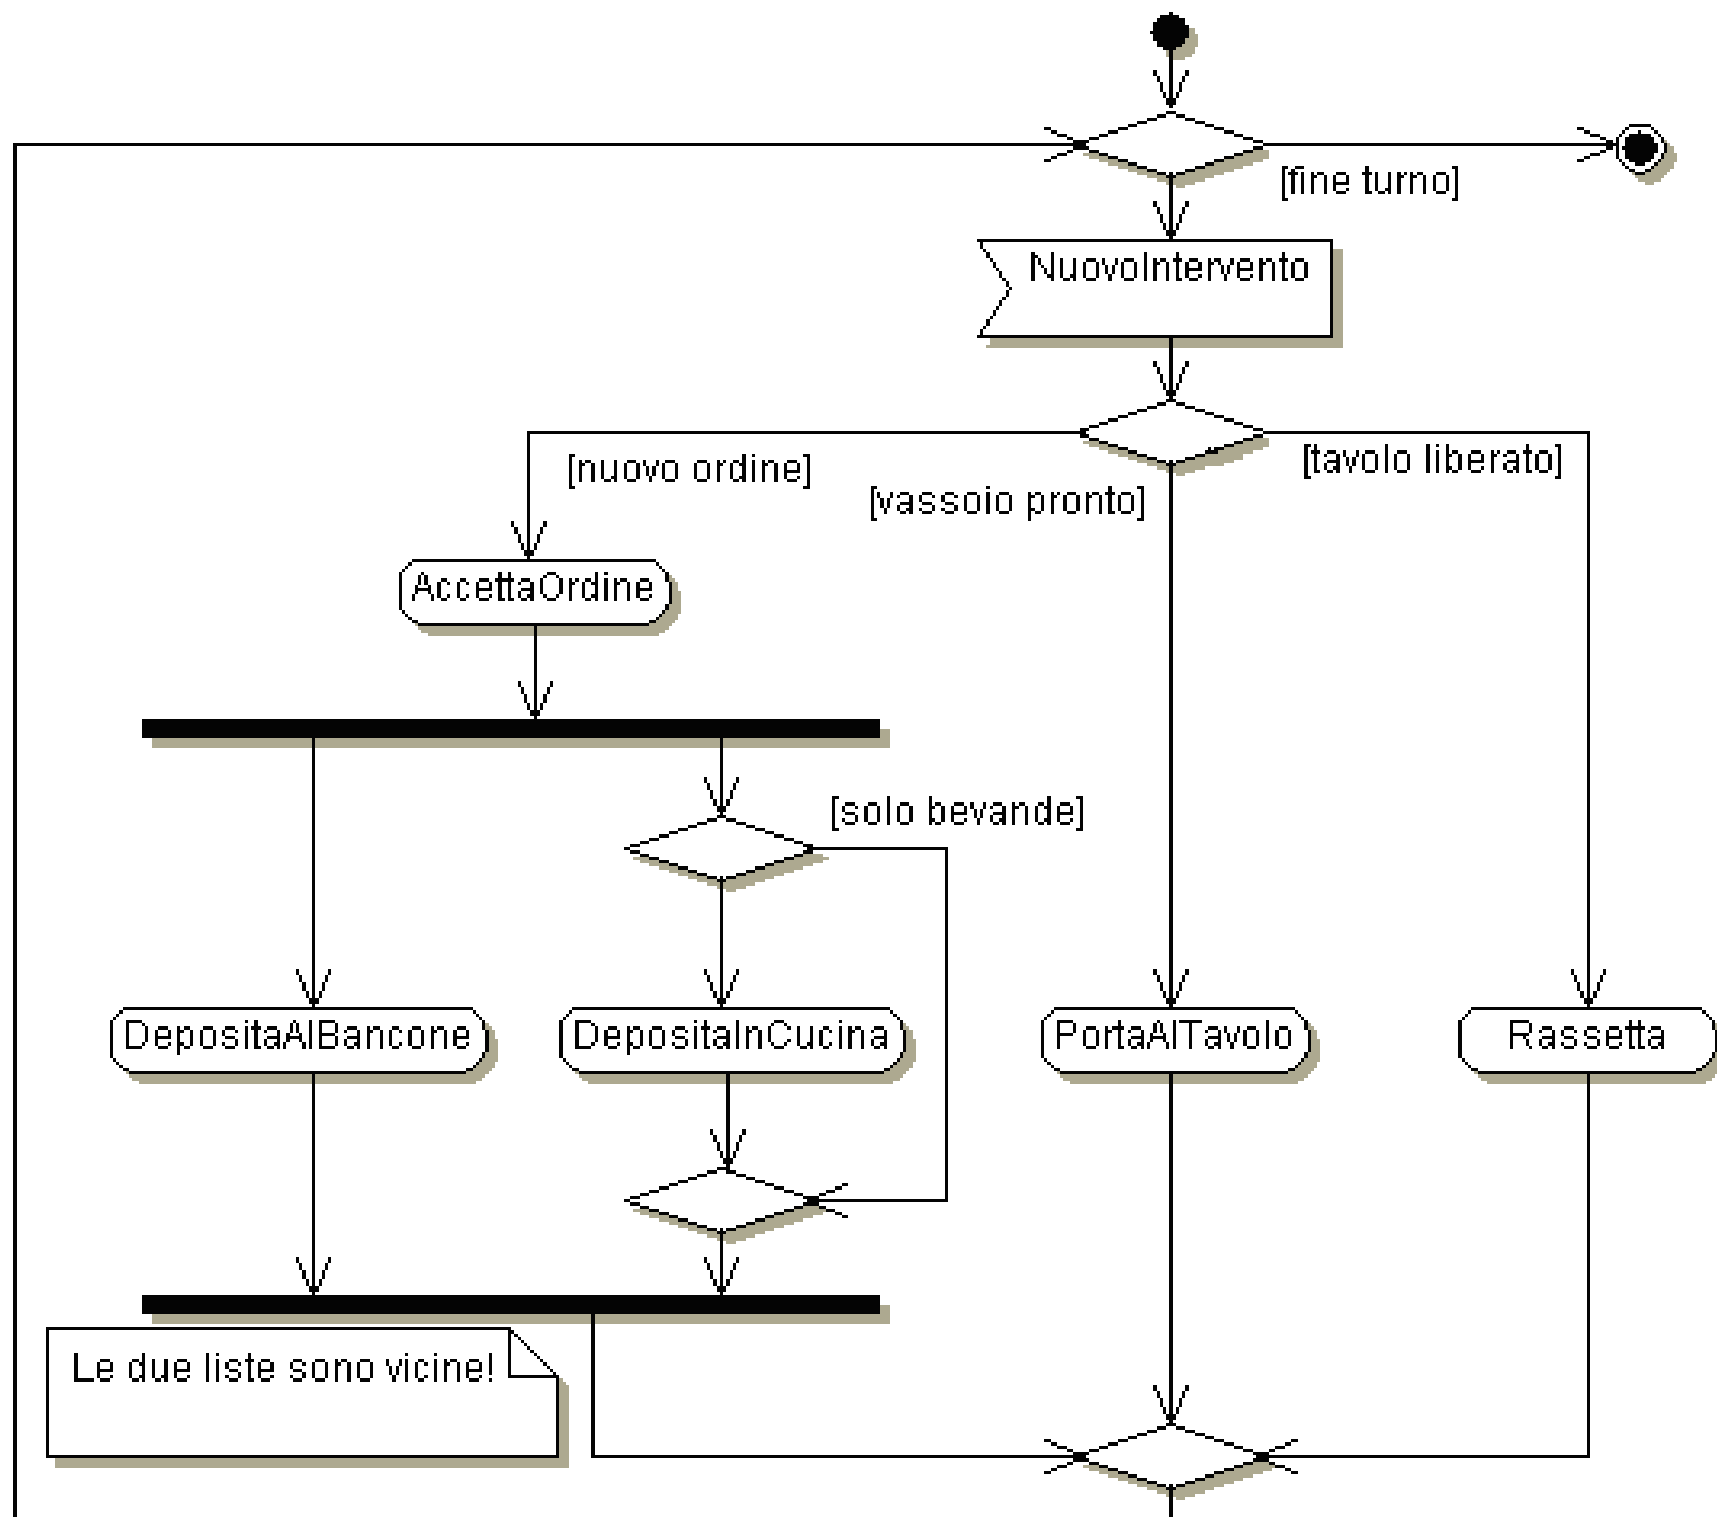 [fine turno]
NuovoIntervento
[nuovo ordine]
[vassoio pronto]
[tavolo liberato]
AccettaOrdine
[solo bevande]
DepositaAlBancone
DepositaInCucina
PortaAlTavolo
Rassetta
Le due liste sono vicine!